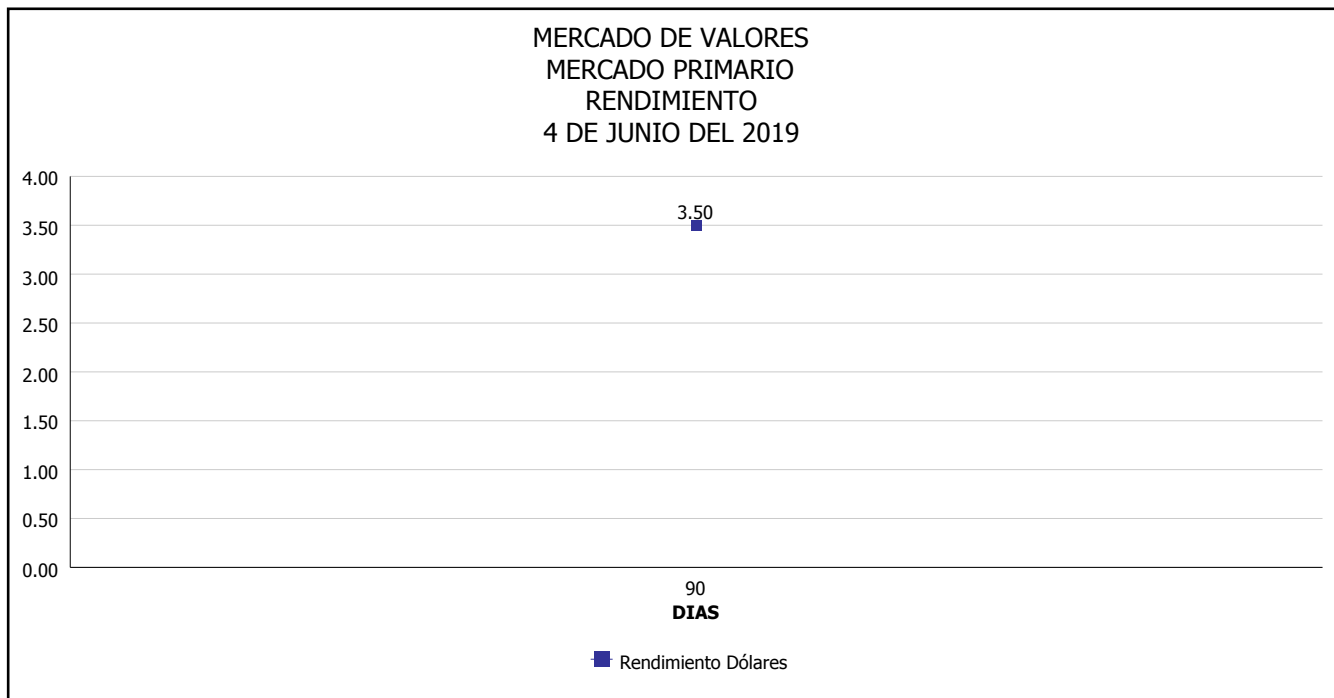 MERCADO DE VALORES
MERCADO PRIMARIO
RENDIMIENTO
4 DE JUNIO DEL 2019
4.00
3.50
3.50
3.00
2.50
2.00
1.50
1.00
0.50
0.00
90
DIAS
Rendimiento Dólares